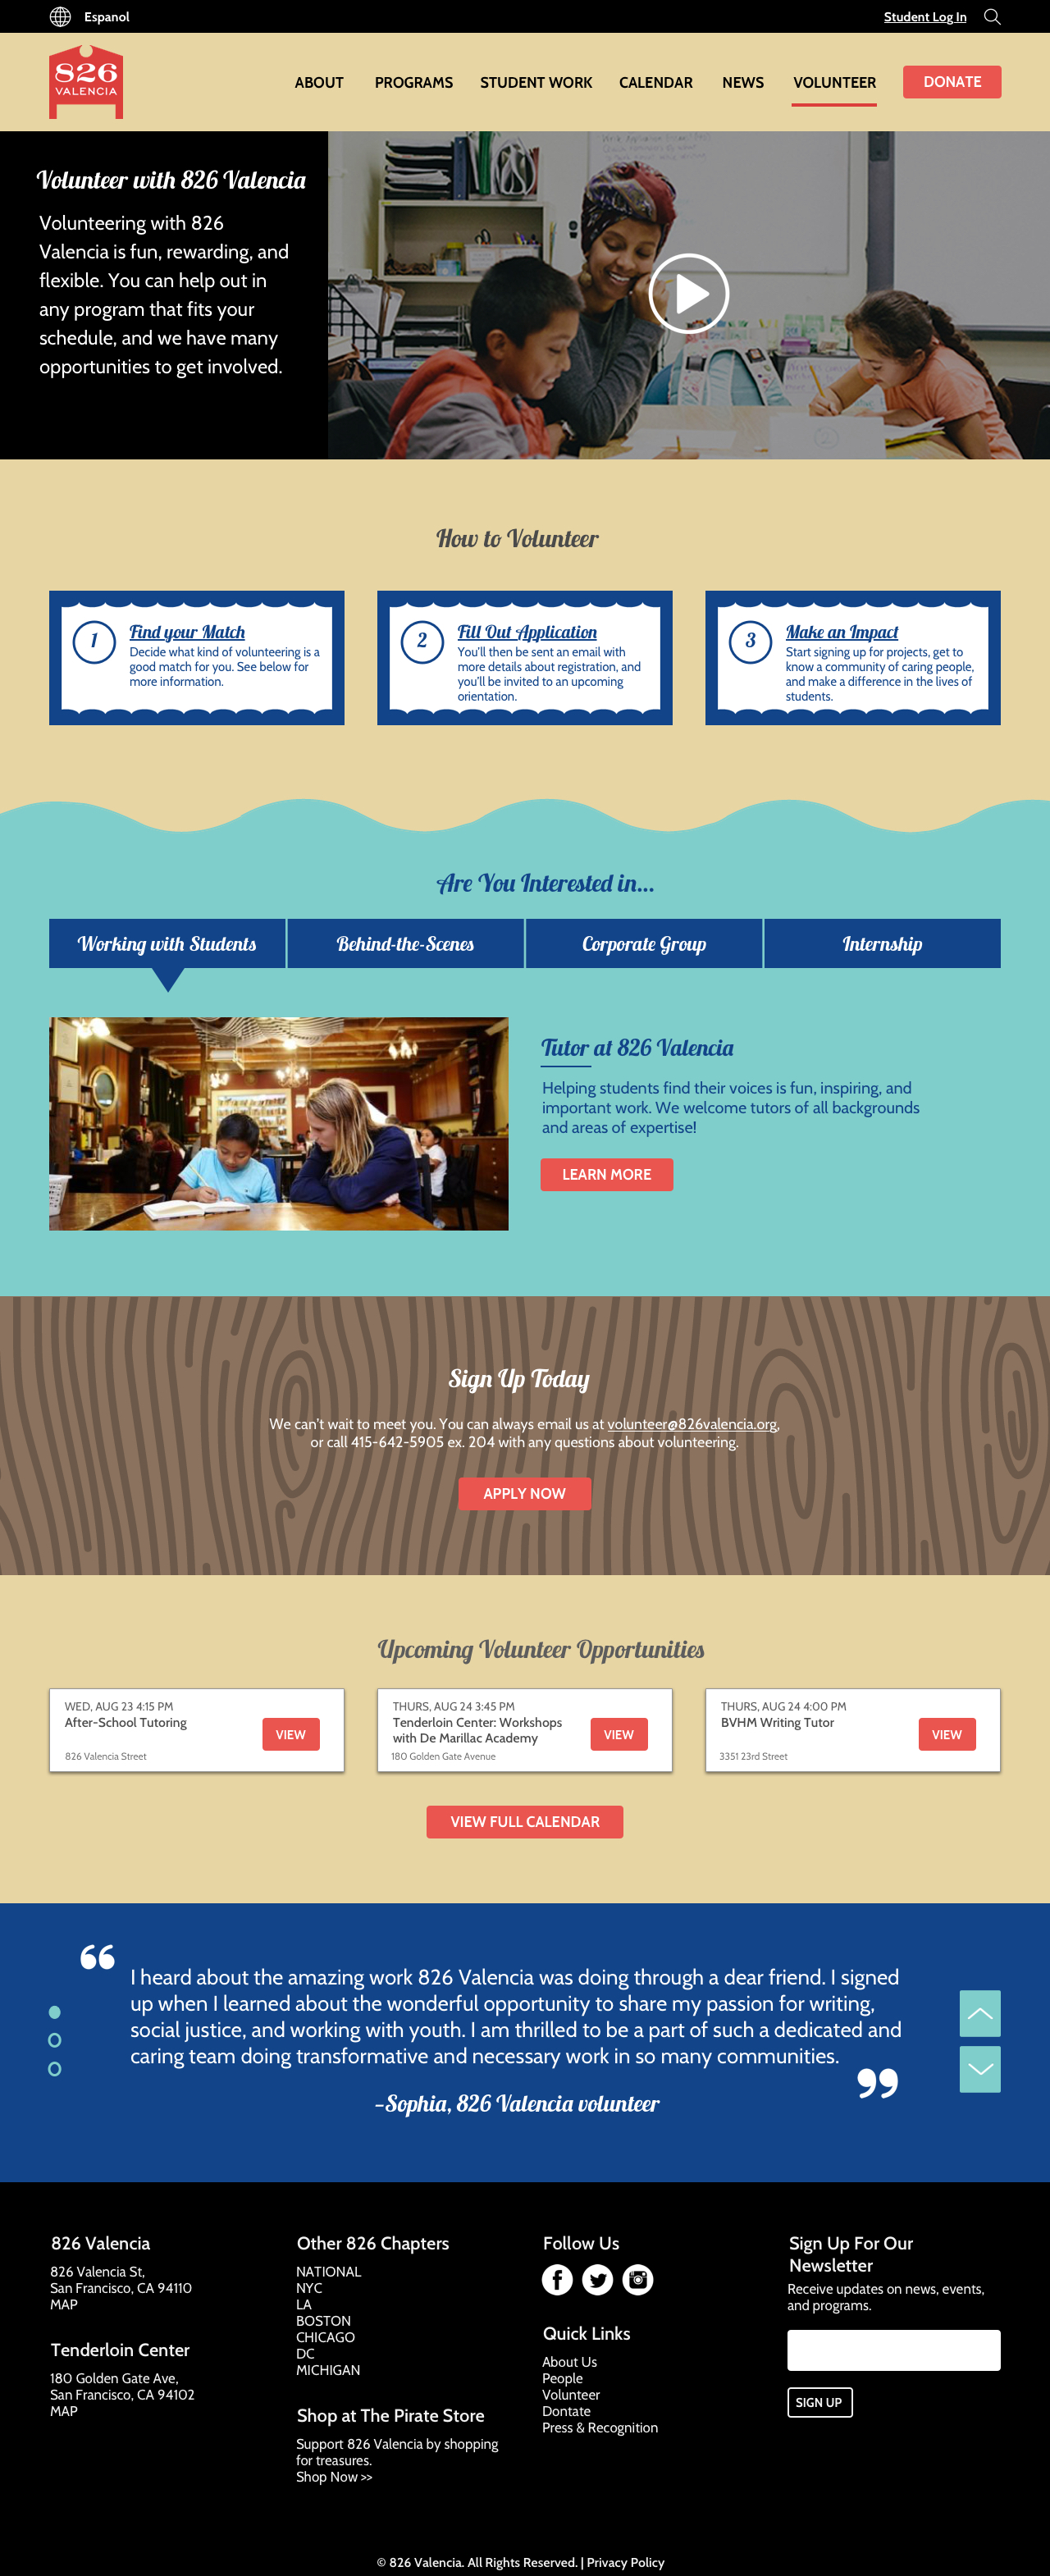 Espanol
Student Log In
826
VALENCIA
ABOUT
PROGRAMS
STUDENT WORK
CALENDAR
NEWS
VOLUNTEER
DONATE
Volunteer with 826 Valencia
Volunteering with 826
Valencia is fun, rewarding, and
flexible. You can help out in
any program that fits your
schedule, and we have many
opportunities to get involved.
How to Volunteer
1
Find your Match
Decide what kind of volunteering is a
good match for you. See below for
more information.
2
Fill Out Application
You'll then be sent an email with
more details about registration, and
you'll be invited to an upcoming
orientation.
3
Make an Impact
Start signing up for projects, get to
know a community of caring people,
and make a difference in the lives of
students.
Are You Interested in...
Working with Students
Behind-the-Scenes
Corporate Group
Internship
Tutor at 826 Valencia
Helping students find their voices is fun, inspiring, and
important work. We welcome tutors of all backgrounds
and areas of expertise!
LEARN MORE
Sign Up Today
We can't wait to meet you. You can always email us at volunteer@826valencia.org,
or call 415-642-5905 ex. 204 with any questions about volunteering.
APPLY NOW
Upcoming Volunteer Opportunities
WED, AUG 23 4:15 PM
After-School Tutoring
826 Valencia Street
VIEW
THURS, AUG 24 3:45 PM
Tenderloin Center: Workshops
with De Marillac Academy
180 Golden Gate Avenue
VIEW
THURS, AUG 24 4:00 PM
BVHM Writing Tutor
3351 23rd Street
VIEW
VIEW FULL CALENDAR
“
I heard about the amazing work 826 Valencia was doing through a dear friend. I signed
up when I learned about the wonderful opportunity to share my passion for writing,
social justice, and working with youth. I am thrilled to be a part of such a dedicated and
caring team doing transformative and necessary work in so many communities.
”
–Sophia, 826 Valencia volunteer
826 Valencia
826 Valencia St,
San Francisco, CA 94110
MAP
Tenderloin Center
180 Golden Gate Ave,
San Francisco, CA 94102
MAP
Other 826 Chapters
NATIONAL
NYC
LA
BOSTON
CHICAGO
DC
MICHIGAN
Shop at The Pirate Store
Support 826 Valencia by shopping
for treasures.
Shop Now >>
Follow Us
Quick Links
About Us
People
Volunteer
Dontate
Press & Recognition
Sign Up For Our
Newsletter
Receive updates on news, events,
and programs.
SIGN UP
© 826 Valencia. All Rights Reserved. | Privacy Policy